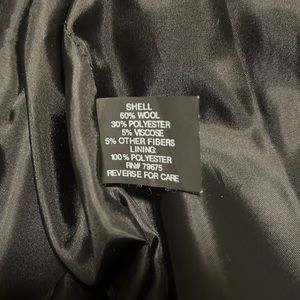 SHELL
60% WOOL
30% POLYESTER
5% VISCOSE
5% OTHER FIBERS
LINING:
100% POLYESTER
RN# 79675
REVERSE FOR CARE